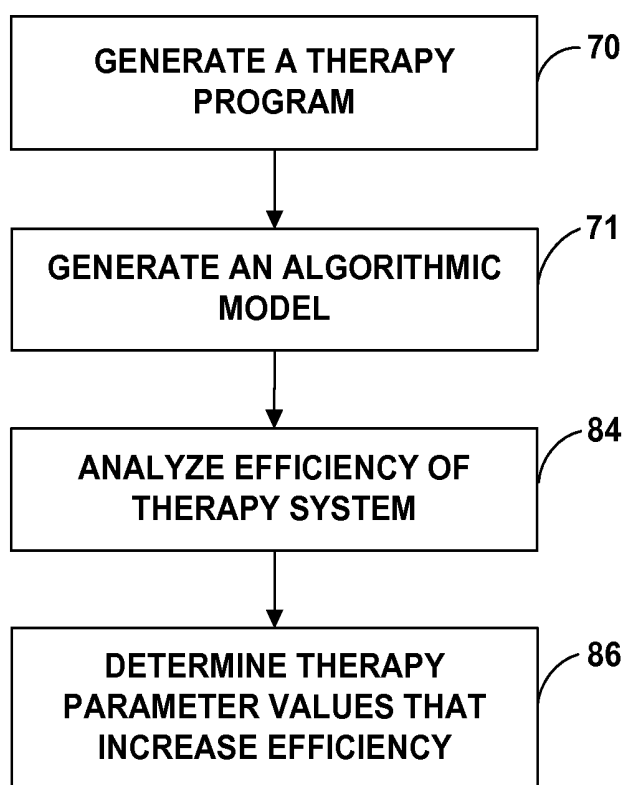 GENERATE A THERAPY
PROGRAM
70
GENERATE AN ALGORITHMIC
MODEL
71
ANALYZE EFFICIENCY OF
THERAPY SYSTEM
84
DETERMINE THERAPY
PARAMETER VALUES THAT
INCREASE EFFICIENCY
86